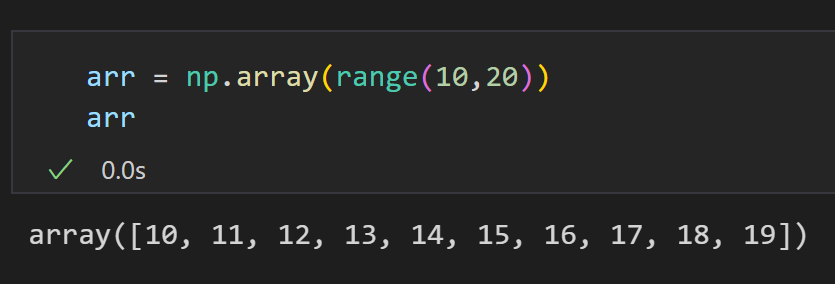 arr = np.array(range(10,20))
arr
0.0s
array([10, 11, 12, 13, 14, 15, 16, 17, 18, 19])